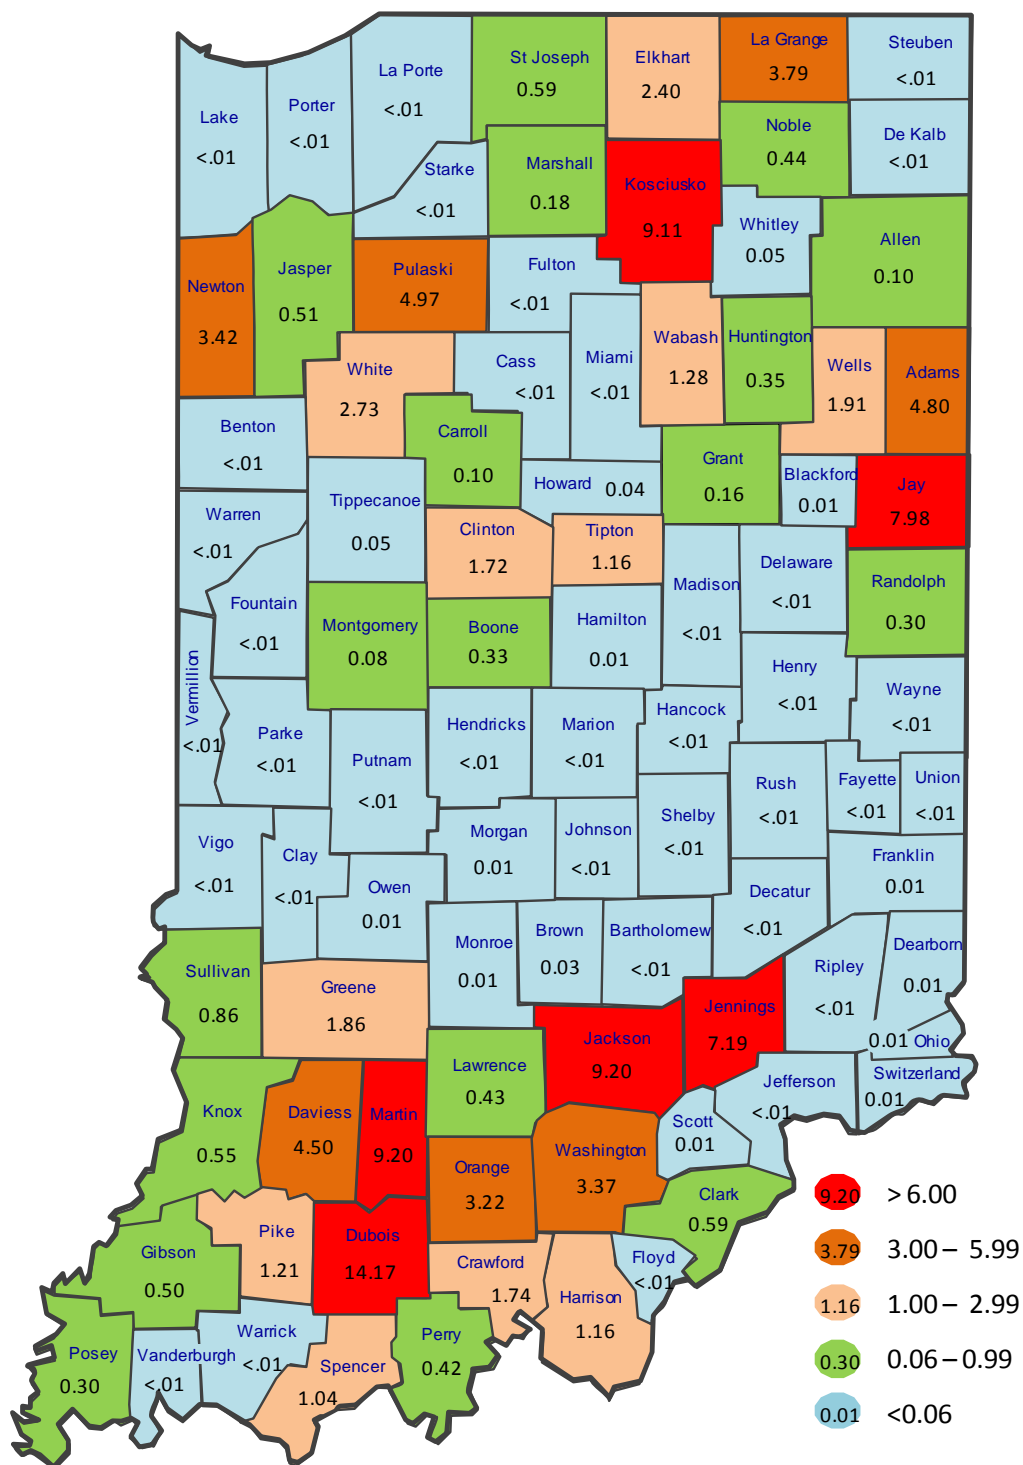 La Grange
3.79
Steuben
<.01
St Joseph
0.59
Elkhart
2.40
La Porte
<.01
Porter
<.01
Lake
<.01
Noble
0.44
De Kalb
<.01
Starke
<.01
Marshall
0.18
Kosciusko
9.11
Whitley
0.05
Allen
0.10
Newton
3.42
Jasper
0.51
Pulaski
4.97
Fulton
<.01
White
2.73
Cass
<.01
Miami
<.01
Wabash
1.28
Huntington
0.35
Wells
1.91
Adams
4.80
Benton
<.01
Carroll
0.10
Grant
0.16
Blackford
0.01
Jay
7.98
Howard 0.04
Tippecanoe
0.05
Warren
<.01
Clinton
1.72
Tipton
1.16
Madison
<.01
Delaware
<.01
Randolph
0.30
Fountain
<.01
Montgomery
0.08
Boone
0.33
Hamilton
0.01
Henry
<.01
Wayne
<.01
Vermillion
<.01
Parke
<.01
Putnam
<.01
Hendricks
<.01
Marion
<.01
Hancock
<.01
Rush
<.01
Fayette
<.01
Union
<.01
Vigo
<.01
Clay
<.01
Owen
0.01
Morgan
0.01
Johnson
<.01
Shelby
<.01
Decatur
<.01
Franklin
0.01
Sullivan
0.86
Greene
1.86
Monroe
0.01
Brown
0.03
Bartholomew
<.01
Jennings
7.19
Ripley
<.01
Dearborn
0.01
0.01 Ohio
Jackson
9.20
Lawrence
0.43
Jefferson
<.01
Switzerland
0.01
Knox
0.55
Daviess
4.50
Martin
9.20
Orange
3.22
Washington
3.37
Scott
0.01
Clark
0.59
Gibson
0.50
Pike
1.21
Dubois
14.17
Crawford
1.74
Harrison
1.16
Floyd
<.01
Posey
0.30
Vanderburgh
<.01
Warrick
<.01
Spencer
1.04
Perry
0.42
9.20 > 6.00
3.79 3.00 – 5.99
1.16 1.00 – 2.99
0.30 0.06 – 0.99
0.01 <0.06